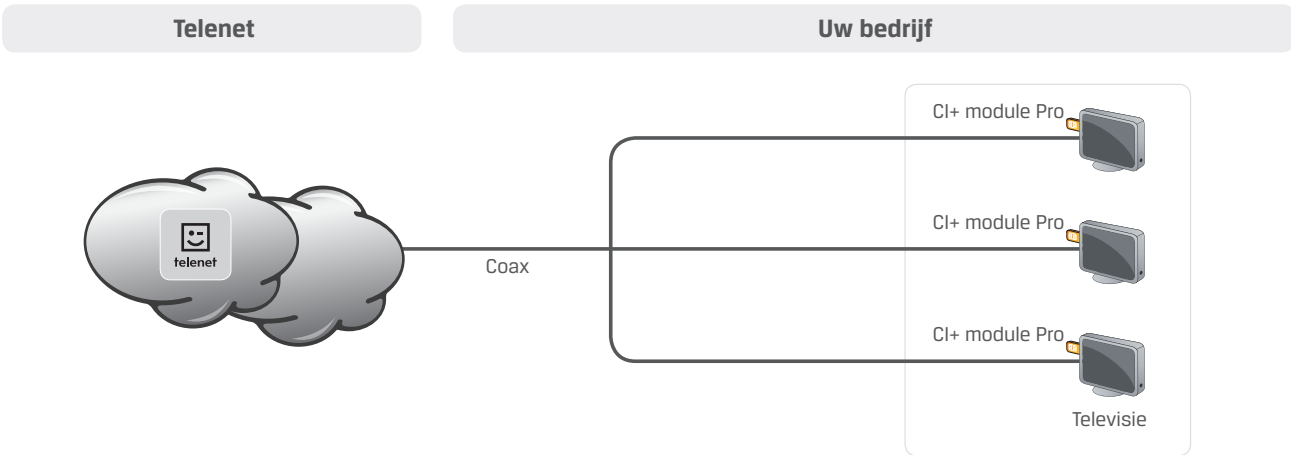 Telenet
Uw bedrijf
CI+ module Pro
telenet
CI+ module Pro
Coax
CI+ module Pro
Televisie